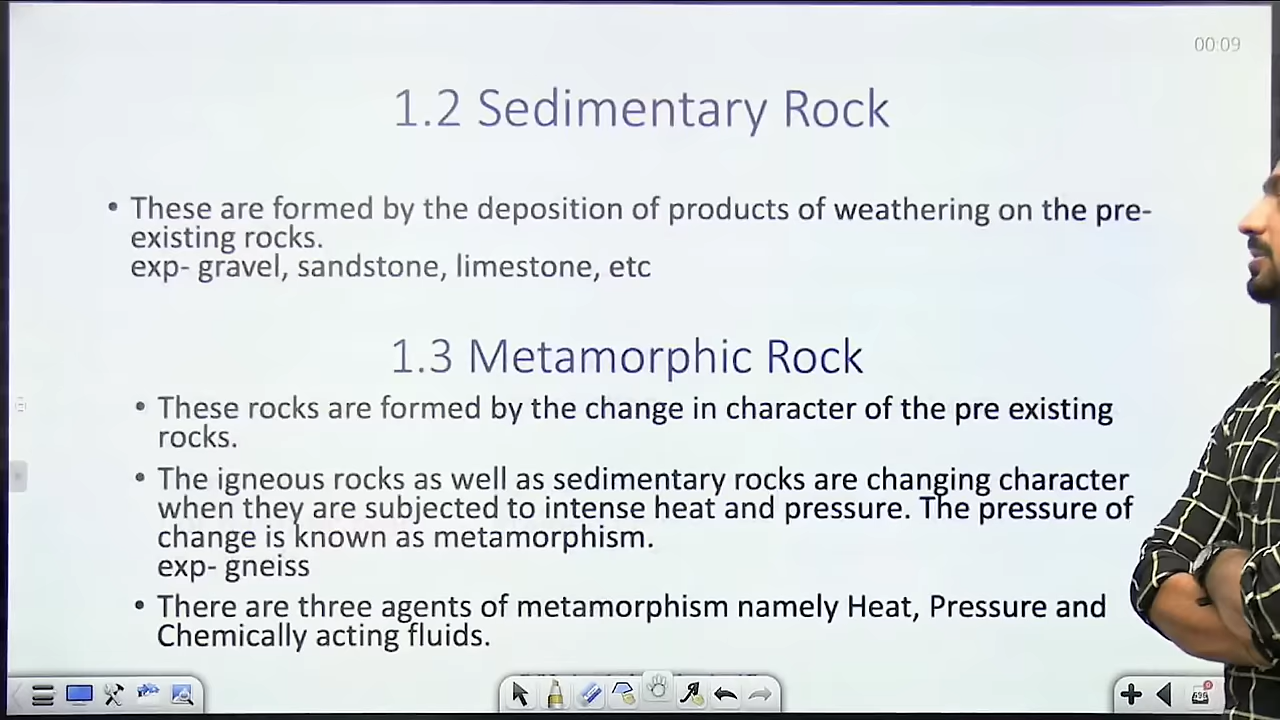 00:09
1.2 Sedimentary Rock
• These are formed by the deposition of products of weathering on the pre-
existing rocks.
exp- gravel, sandstone, limestone, etc
1.3 Metamorphic Rock
• These rocks are formed by the change in character of the pre existing
rocks.
• The igneous rocks as well as sedimentary rocks are changing character
when they are subjected to intense heat and pressure. The pressure of
change is known as metamorphism.
exp- gneiss
• There are three agents of metamorphism namely Heat, Pressure and
Chemically acting fluids.